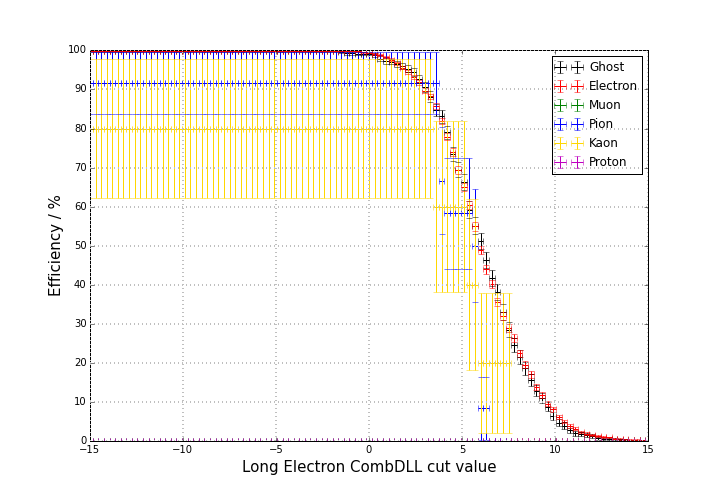 100
90
80
70
60
50
40
30
20
10
0
Efficiency / %
Ghost
Electron
Muon
Pion
Kaon
Proton
−15 −10 −5 0 5 10 15
Long Electron CombDLL cut value